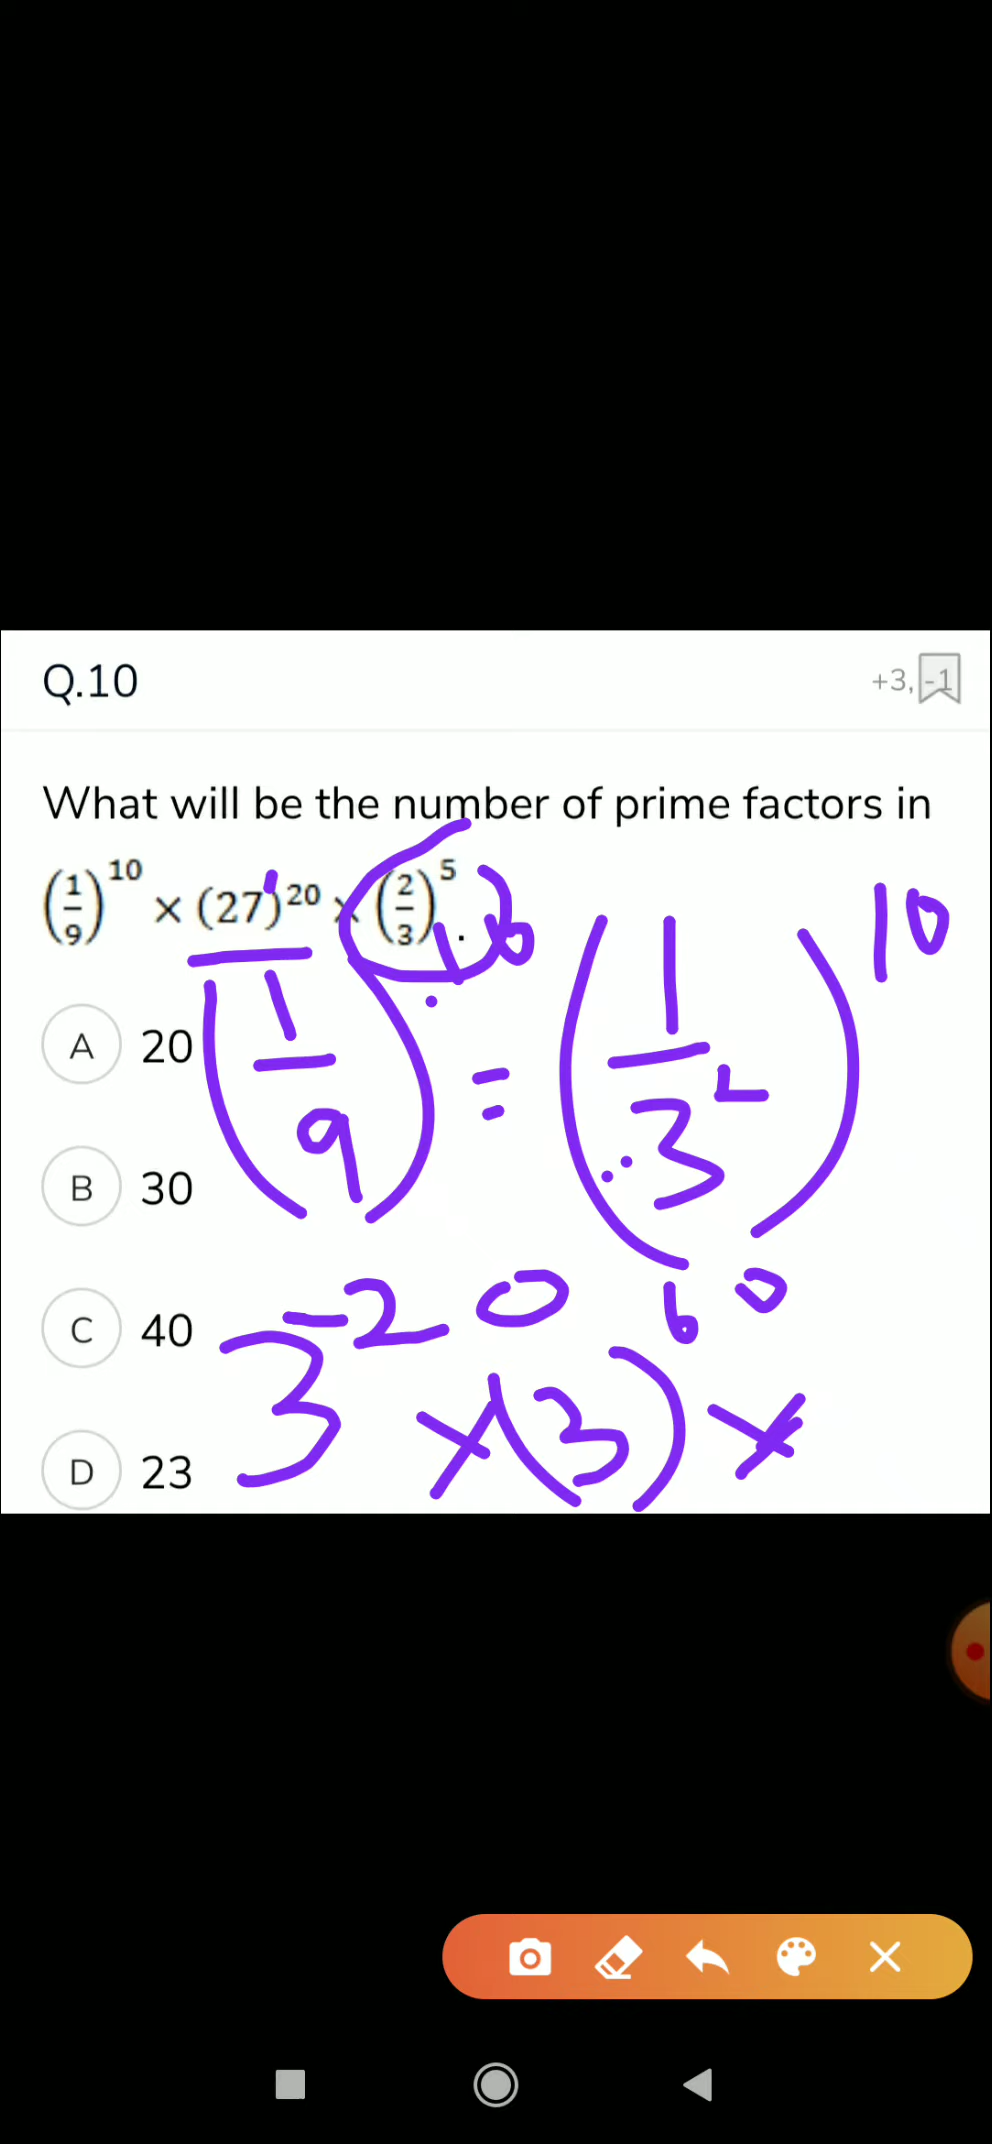 Q.10 +3, -1
What will be the number of prime factors in
(1/9)^10 × (27)^20 × (2/3)^5.
A 20
B 30
C 40
D 23
(1/9) = (1/3^2)^10
3^-20 × (3)^60 ×